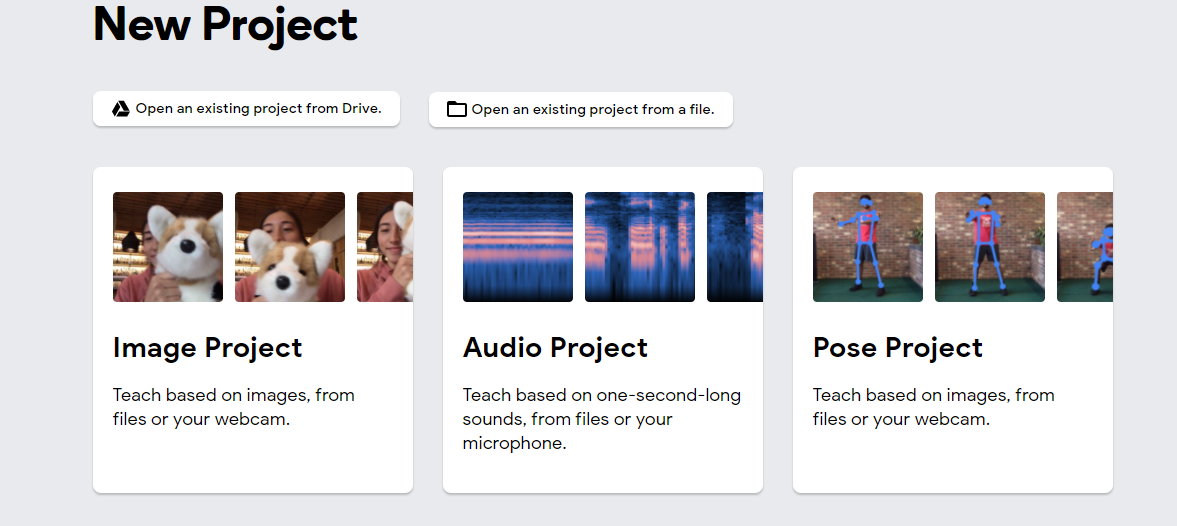 New Project
Open an existing project from Drive.
Open an existing project from a file.
Image Project
Teach based on images, from
files or your webcam.
Audio Project
Teach based on one-second-long
sounds, from files or your
microphone.
Pose Project
Teach based on images, from
files or your webcam.